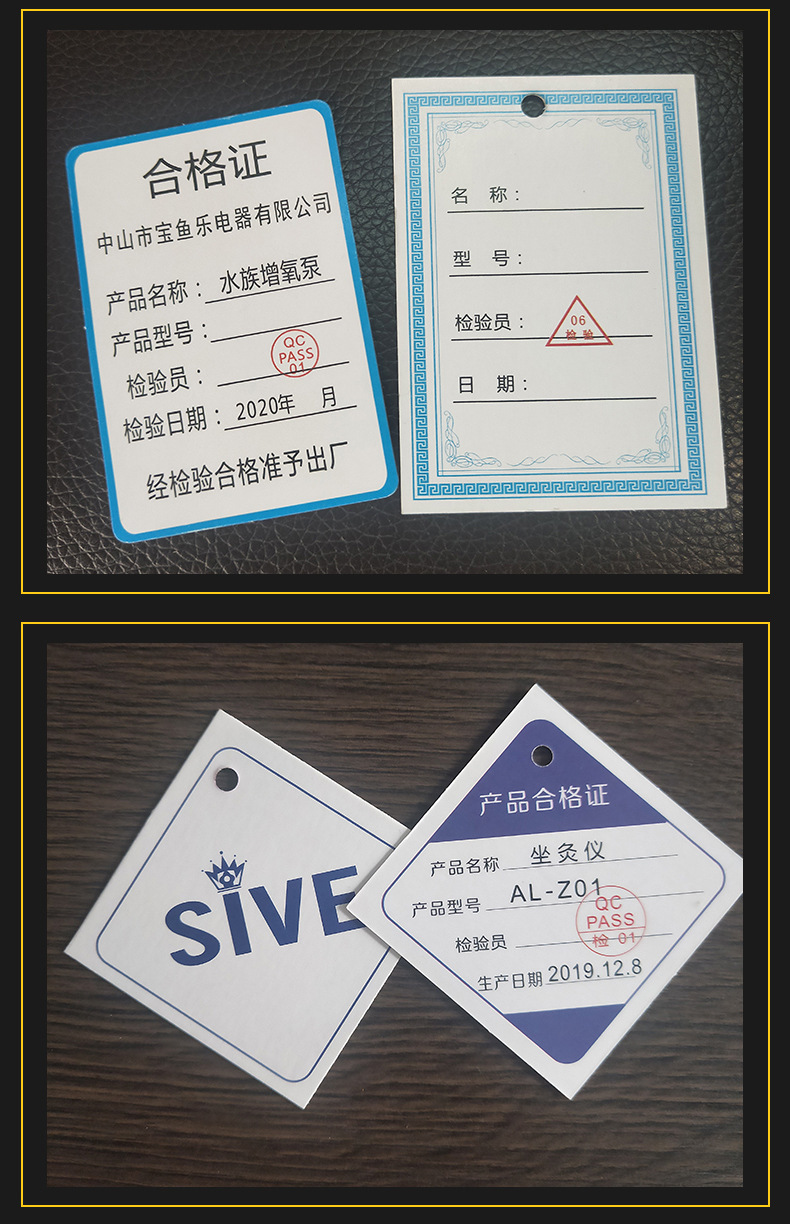 合格证
中山市宝鱼乐电器有限公司
产品名称：水族增氧泵
产品型号：
检验员：
QC
PASS
01
检验日期：2020年 月
经检验合格准予出厂
名 称：
型 号：
检验员：
06
检 验
日 期：
SIVE
产品合格证
产品名称 坐灸仪
产品型号 AL-Z01
检验员
QC
PASS
检 01
生产日期 2019.12.8